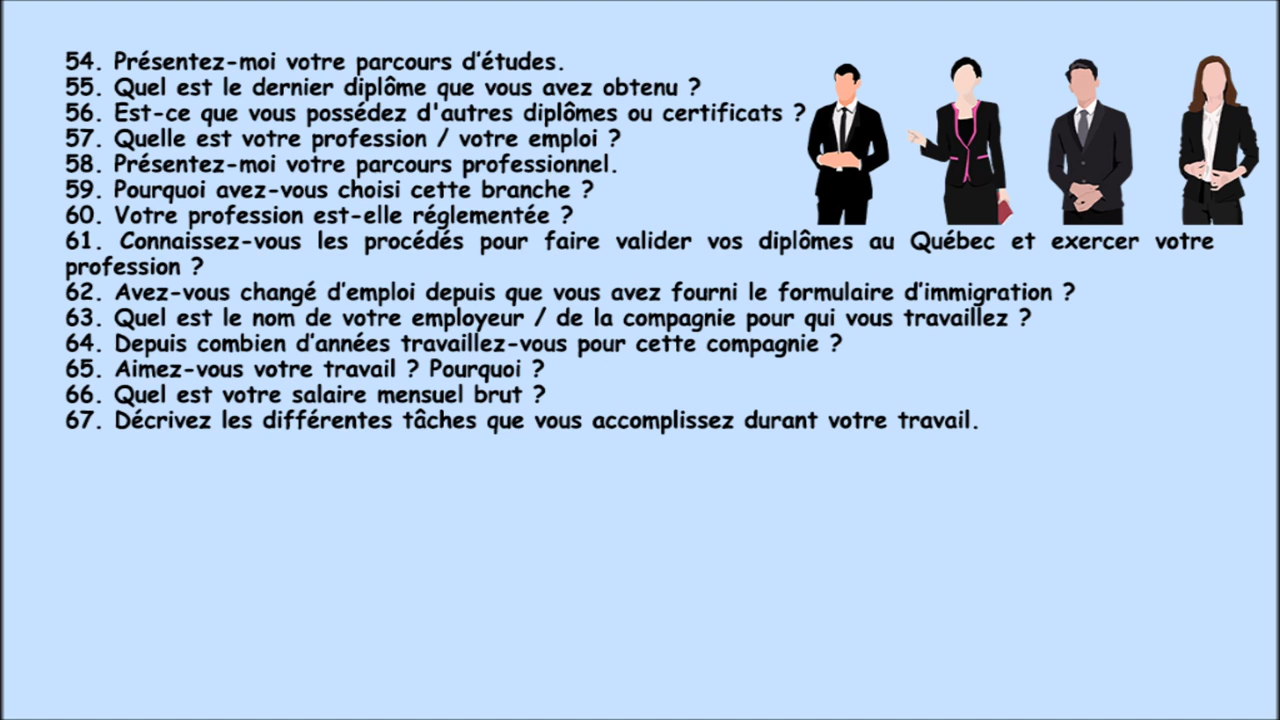 54. Présentez-moi votre parcours d'études.
55. Quel est le dernier diplôme que vous avez obtenu ?
56. Est-ce que vous possédez d'autres diplômes ou certificats ?
57. Quelle est votre profession / votre emploi ?
58. Présentez-moi votre parcours professionnel.
59. Pourquoi avez-vous choisi cette branche ?
60. Votre profession est-elle réglementée ?
61. Connaissez-vous les procédés pour faire valider vos diplômes au Québec et exercer votre
profession ?
62. Avez-vous changé d'emploi depuis que vous avez fourni le formulaire d'immigration ?
63. Quel est le nom de votre employeur / de la compagnie pour qui vous travaillez ?
64. Depuis combien d'années travaillez-vous pour cette compagnie ?
65. Aimez-vous votre travail ? Pourquoi ?
66. Quel est votre salaire mensuel brut ?
67. Décrivez les différentes tâches que vous accomplissez durant votre travail.